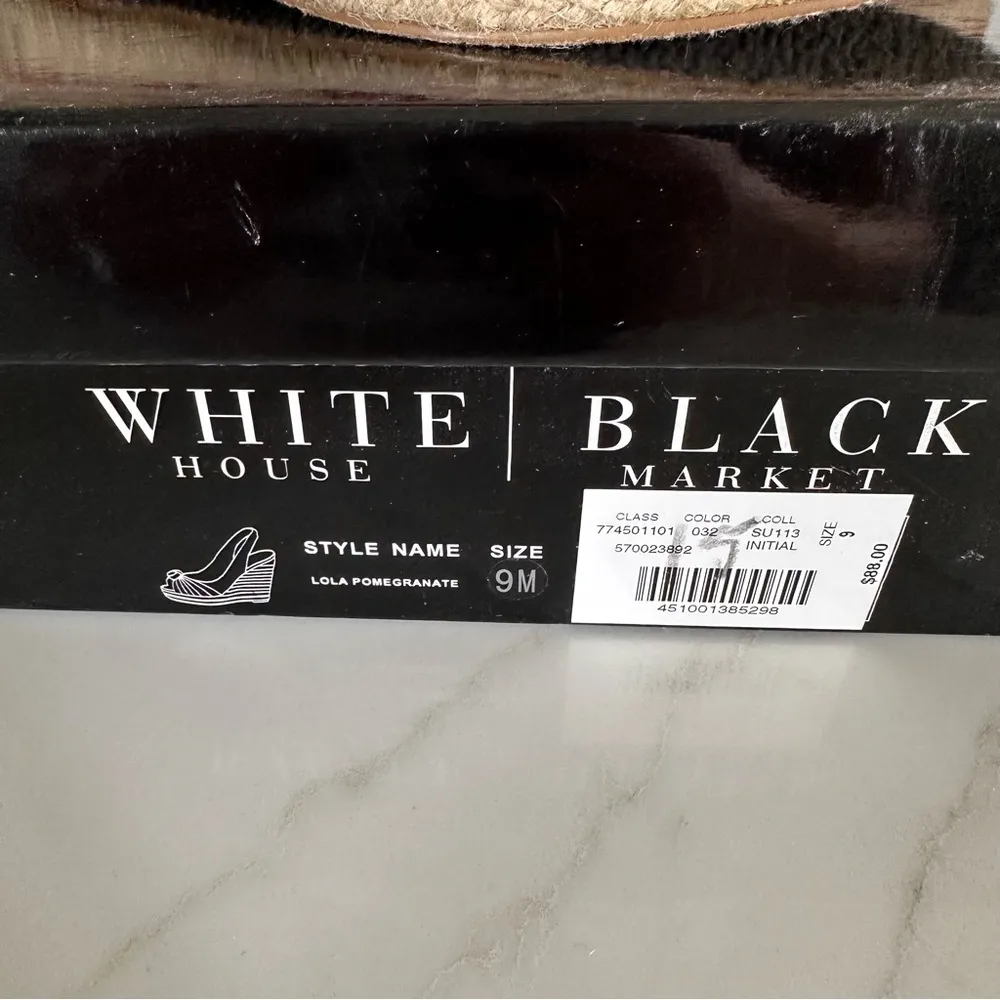 WHITE | BLACK
HOUSE MARKET
STYLE NAME SIZE
LOLA POMEGRANATE 9M
CLASS COLOR COLL
774501101 032 SU113
570023892 INITIAL
SIZE 9
$88.00
15
451001385298